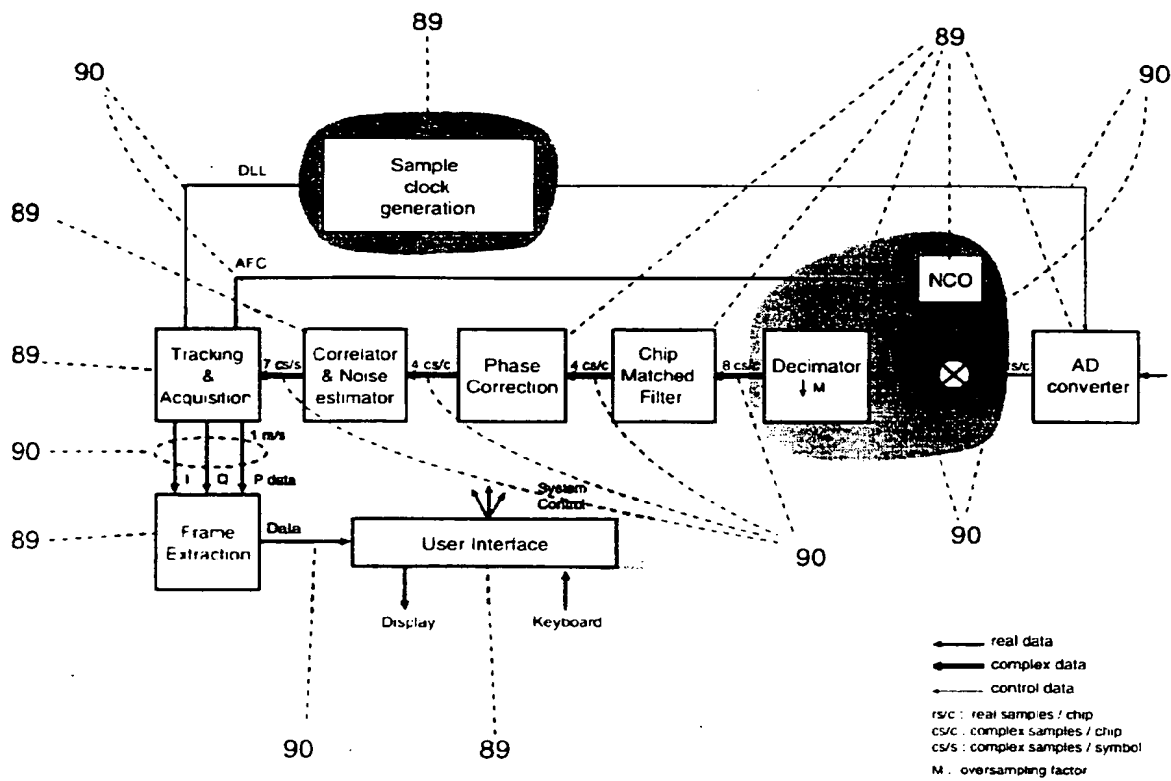 89
89
90
90
DLL
Sample
clock
generation
89
AFC
NCO
89
Tracking
&
Acquisition
7 cs/s
Correlator
& Noise
estimator
4 cs/c
Phase
Correction
4 cs/c
Chip
Matched
Filter
8 cs/c
Decimator
↓ M
rs/c
AD
converter
90
I
Q
P data
System
Control
89
Frame
Extraction
Data
User Interface
90
90
Display
Keyboard
real data
complex data
control data
rs/c : real samples / chip
cs/c : complex samples / chip
cs/s : complex samples / symbol
M : oversampling factor
90
89